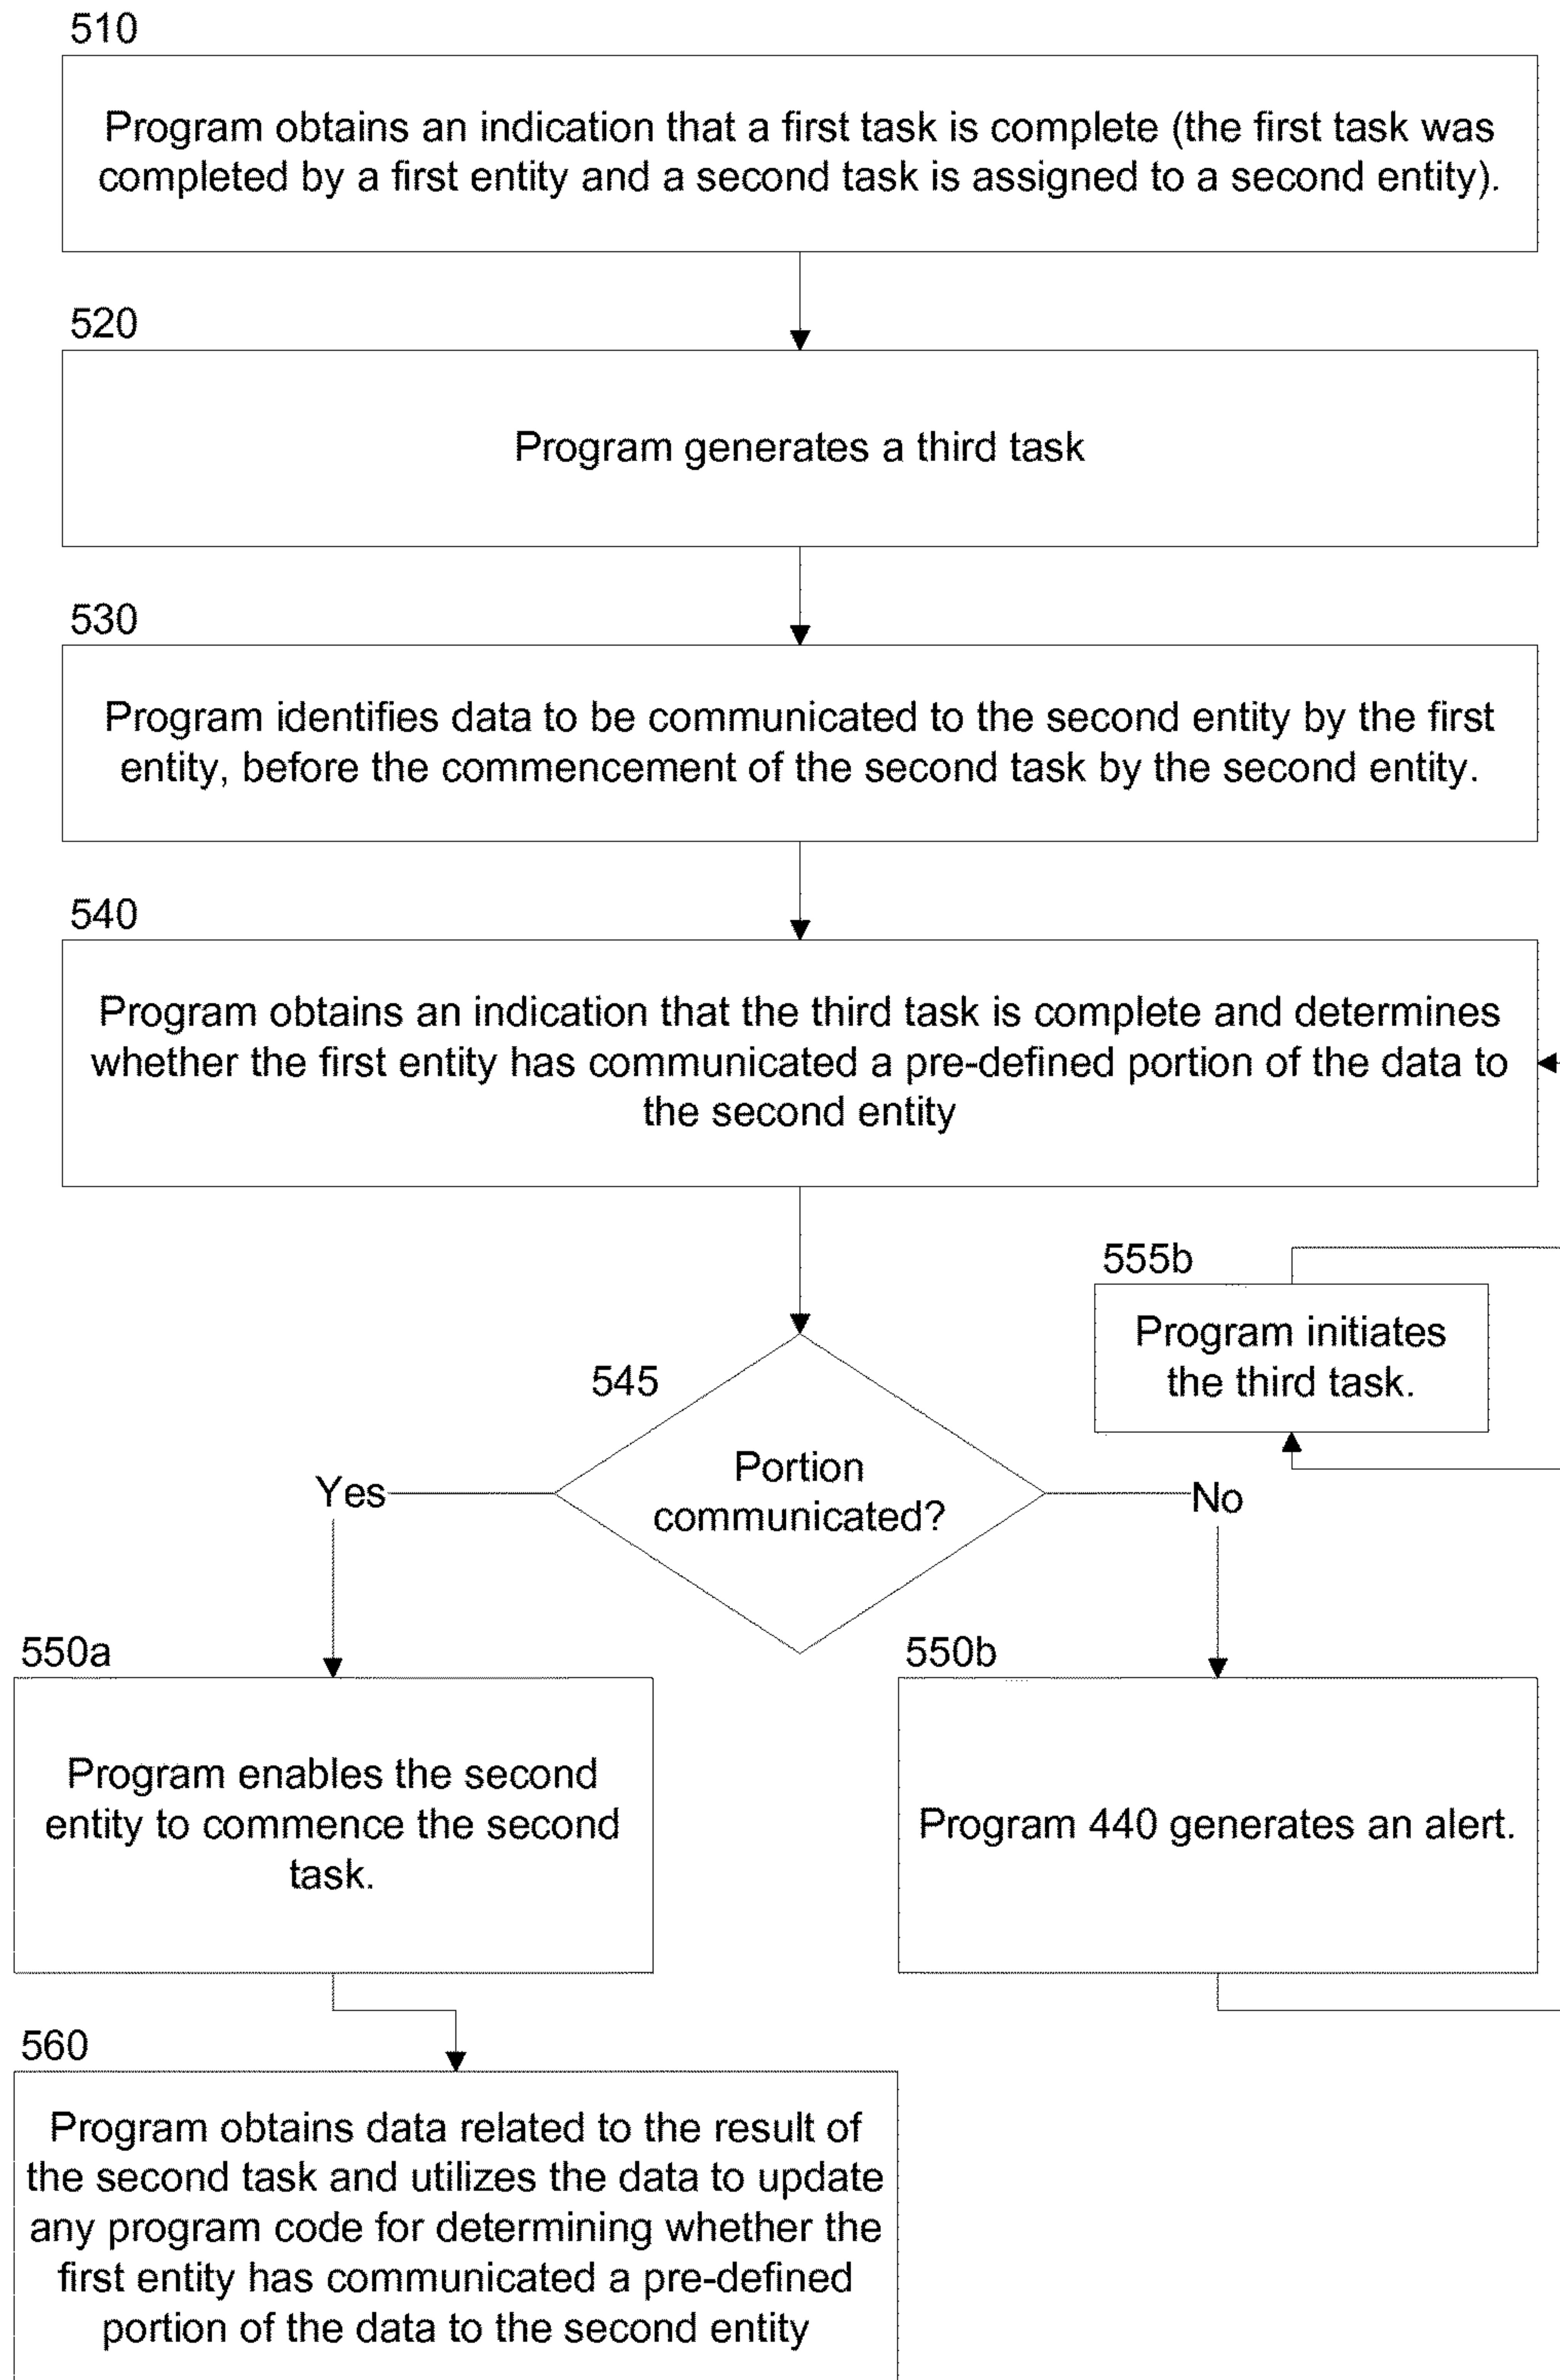 510
Program obtains an indication that a first task is complete (the first task was
completed by a first entity and a second task is assigned to a second entity).
520
Program generates a third task
530
Program identifies data to be communicated to the second entity by the first
entity, before the commencement of the second task by the second entity.
540
Program obtains an indication that the third task is complete and determines
whether the first entity has communicated a pre-defined portion of the data to
the second entity
555b
Program initiates
the third task.
545
Portion
communicated?
Yes
No
550a
Program enables the second
entity to commence the second
task.
550b
Program 440 generates an alert.
560
Program obtains data related to the result of
the second task and utilizes the data to update
any program code for determining whether the
first entity has communicated a pre-defined
portion of the data to the second entity